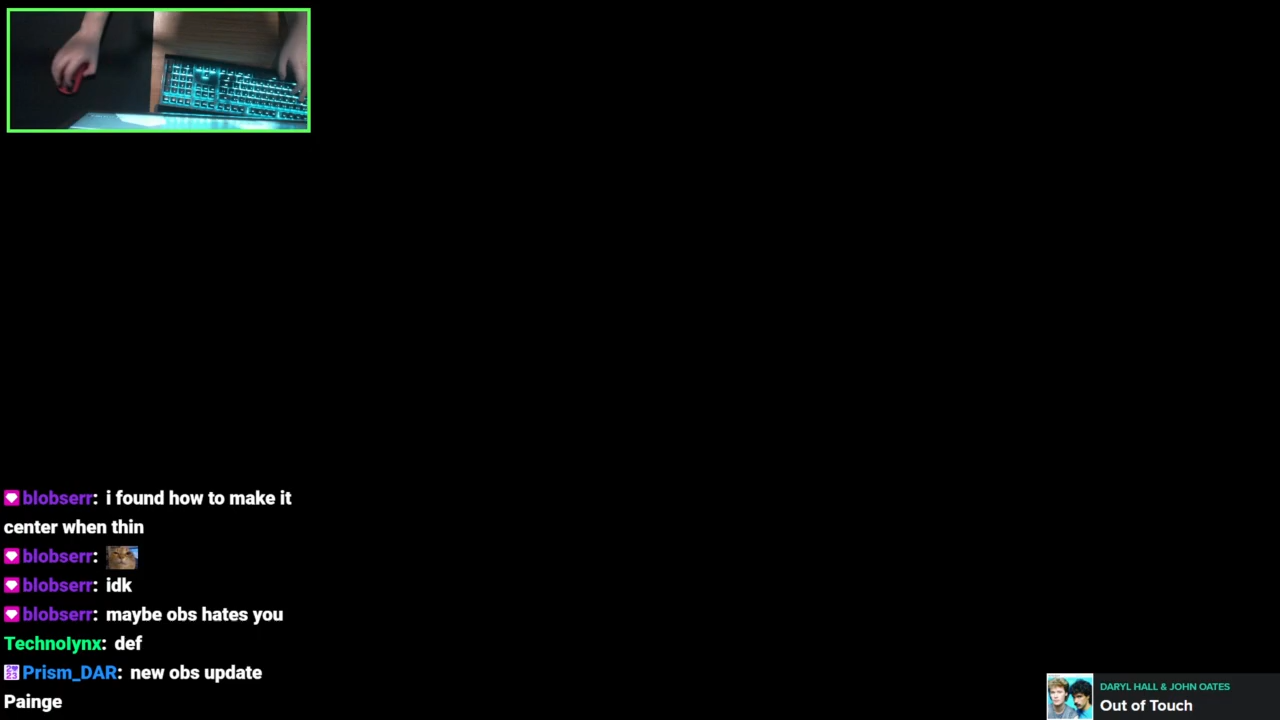 blobserr: i found how to make it
center when thin
blobserr:
blobserr: idk
blobserr: maybe obs hates you
Technolynx: def
Prism_DAR: new obs update
Painge
DARYL HALL & JOHN OATES
Out of Touch